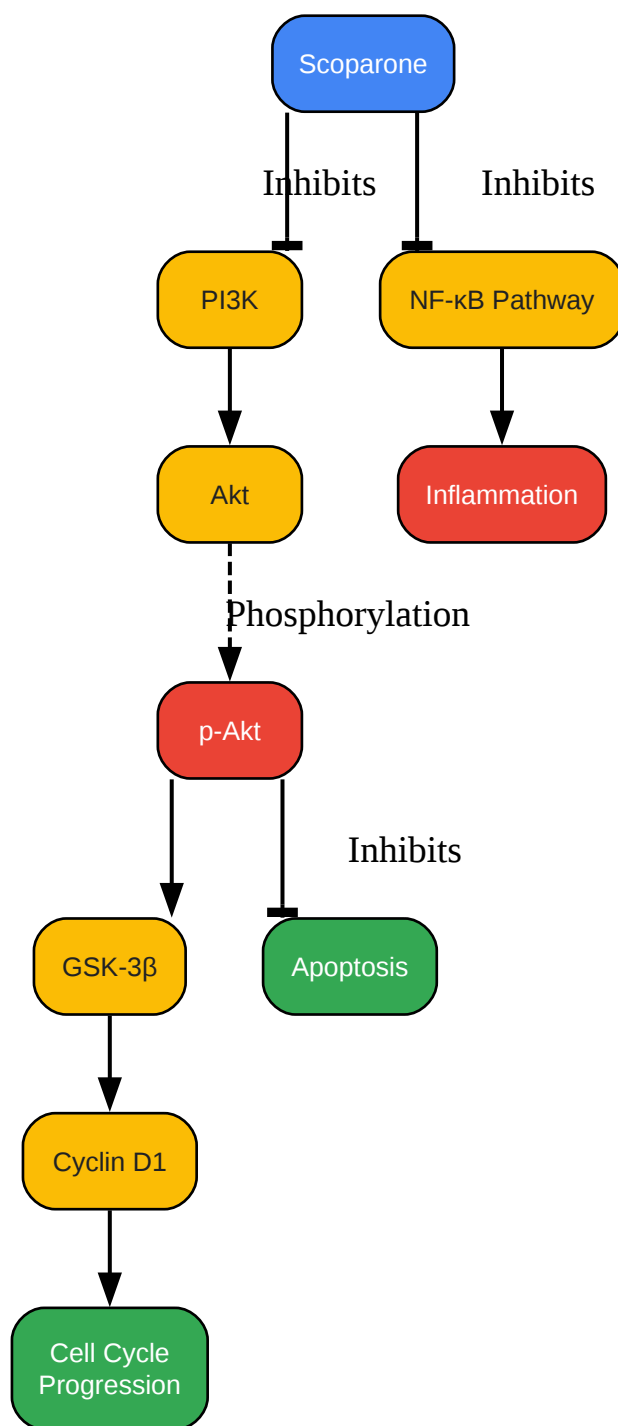 Scoparone
Inhibits
Inhibits
PI3K
NF-κB Pathway
Akt
Inflammation
Phosphorylation
p-Akt
Inhibits
GSK-3β
Apoptosis
Cyclin D1
Cell Cycle
Progression